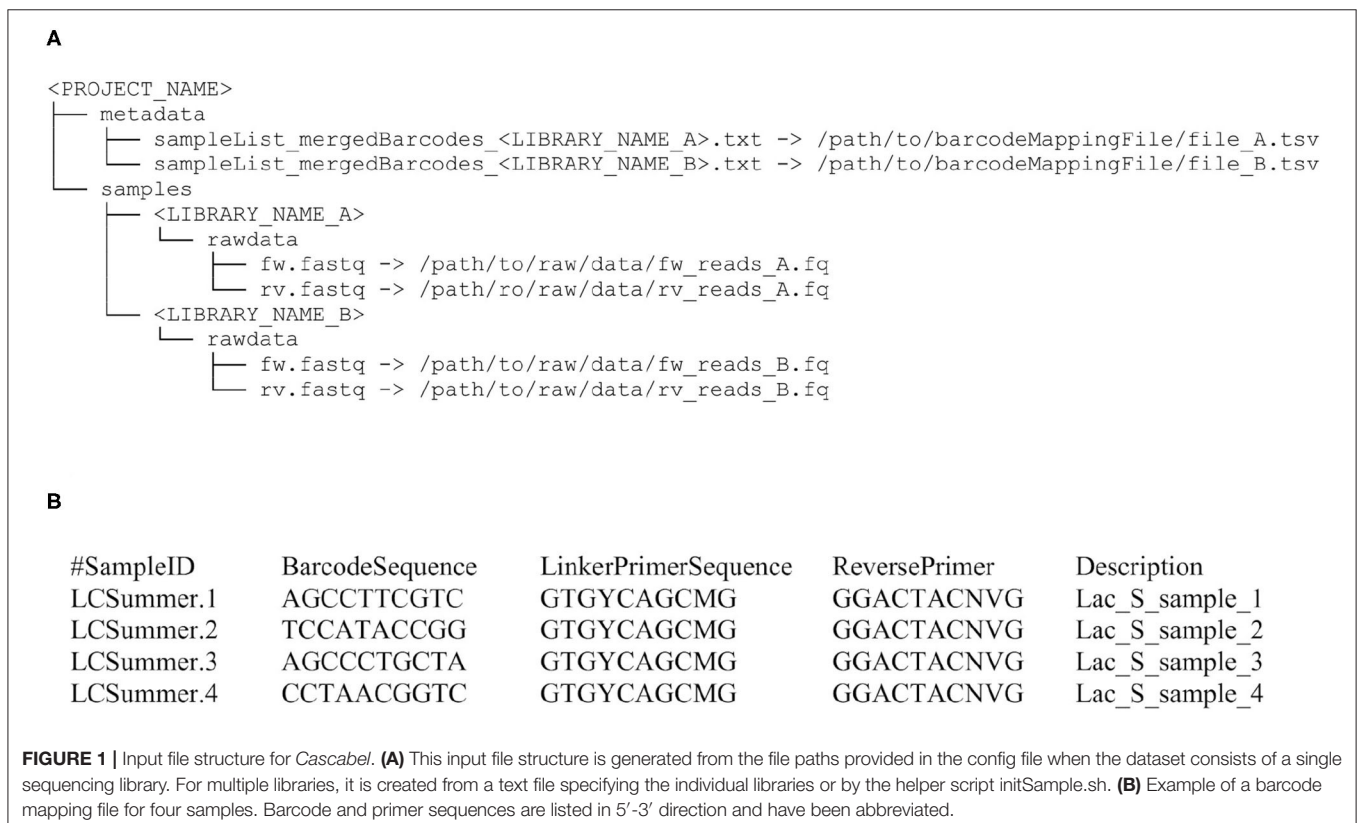 A
<PROJECT_NAME>
metadata
sampleList_mergedBarcodes_<LIBRARY_NAME_A>.txt -> /path/to/barcodeMappingFile/file_A.tsv
sampleList_mergedBarcodes_<LIBRARY_NAME_B>.txt -> /path/to/barcodeMappingFile/file_B.tsv
samples
<LIBRARY_NAME_A>
rawdata
fw.fastq -> /path/to/raw/data/fw_reads_A.fq
rv.fastq -> /path/ro/raw/data/rv_reads_A.fq
<LIBRARY_NAME_B>
rawdata
fw.fastq -> /path/to/raw/data/fw_reads_B.fq
rv.fastq -> /path/to/raw/data/rv_reads_B.fq
B
#SampleID BarcodeSequence LinkerPrimerSequence ReversePrimer Description
LCSummer.1 AGCCTTCGTC GTGYCAGCMG GGACTACNVG Lac_S_sample_1
LCSummer.2 TCCATACCGG GTGYCAGCMG GGACTACNVG Lac_S_sample_2
LCSummer.3 AGCCCTGCTA GTGYCAGCMG GGACTACNVG Lac_S_sample_3
LCSummer.4 CCTAACGGTC GTGYCAGCMG GGACTACNVG Lac_S_sample_4
FIGURE 1 | Input file structure for Cascabel. (A) This input file structure is generated from the file paths provided in the config file when the dataset consists of a single
sequencing library. For multiple libraries, it is created from a text file specifying the individual libraries or by the helper script initSample.sh. (B) Example of a barcode
mapping file for four samples. Barcode and primer sequences are listed in 5′-3′ direction and have been abbreviated.